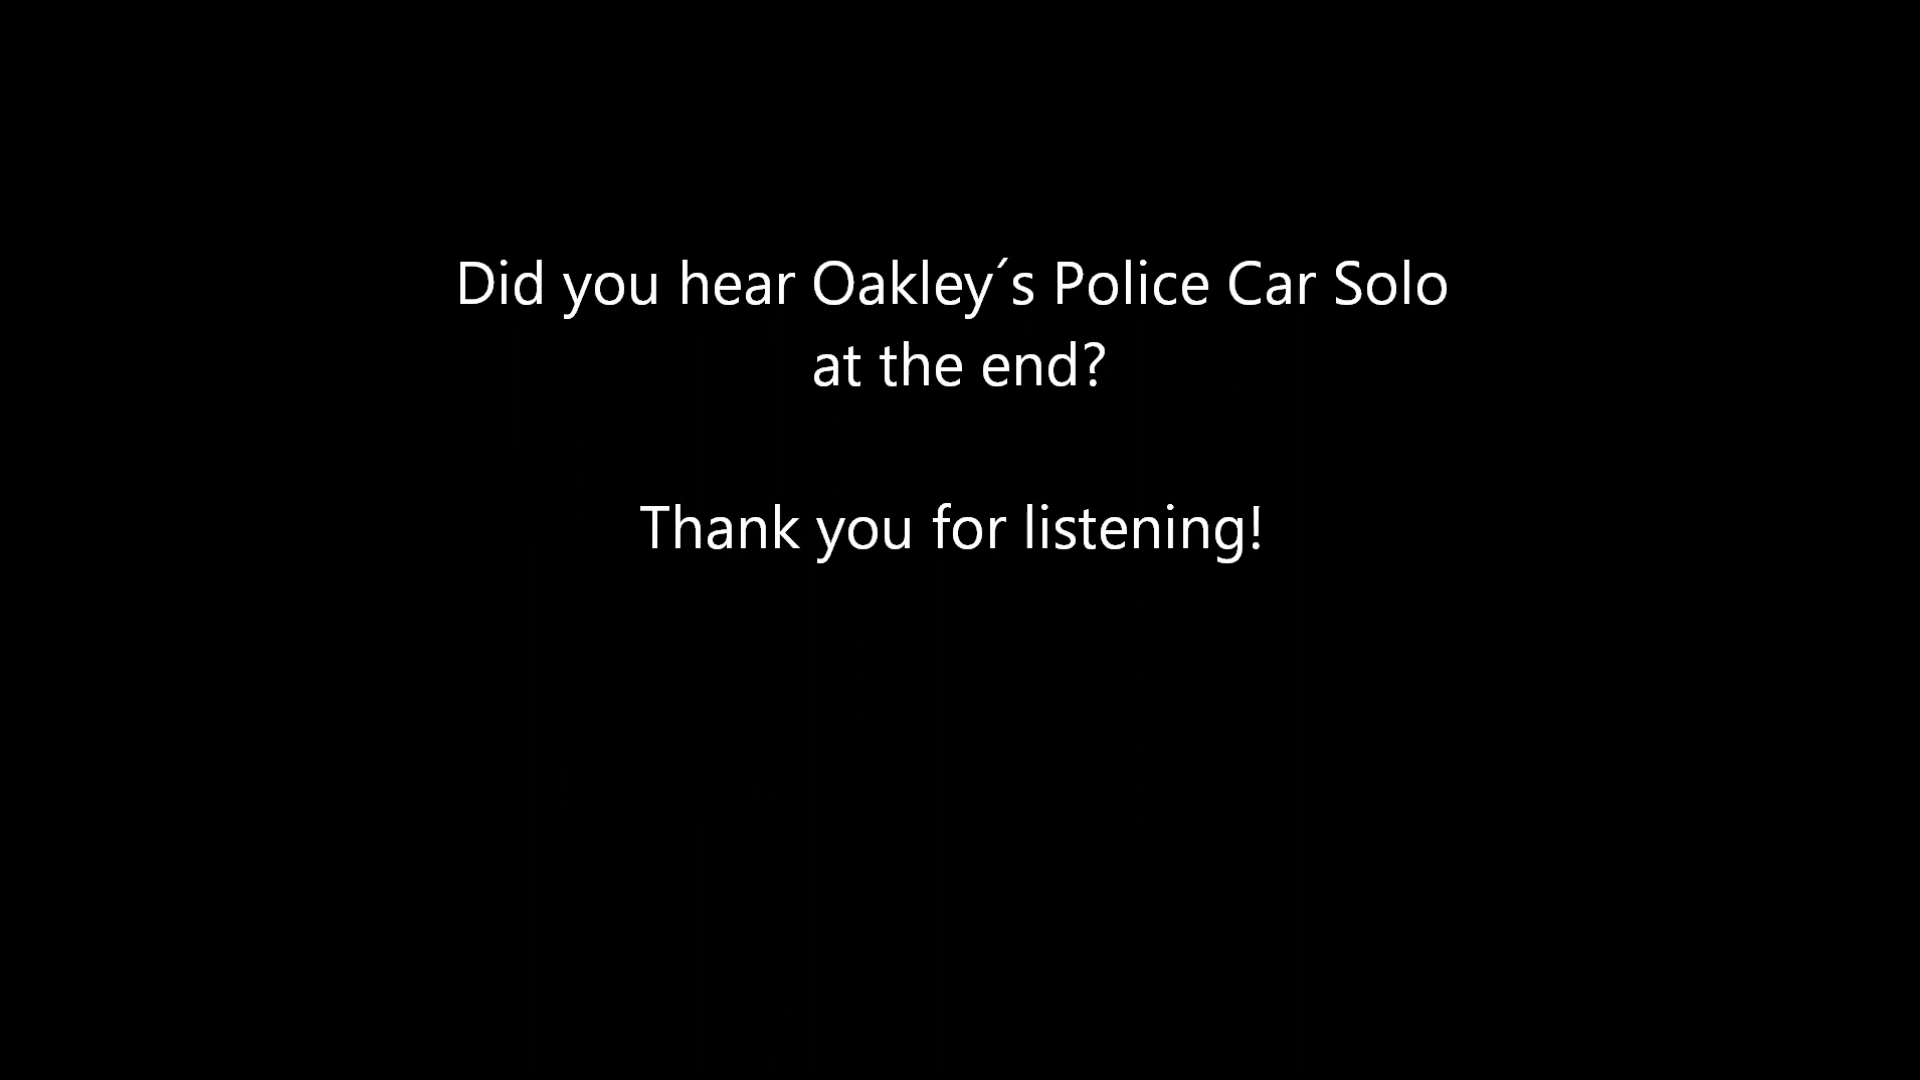 Did you hear Oakley´s Police Car Solo
at the end?
Thank you for listening!